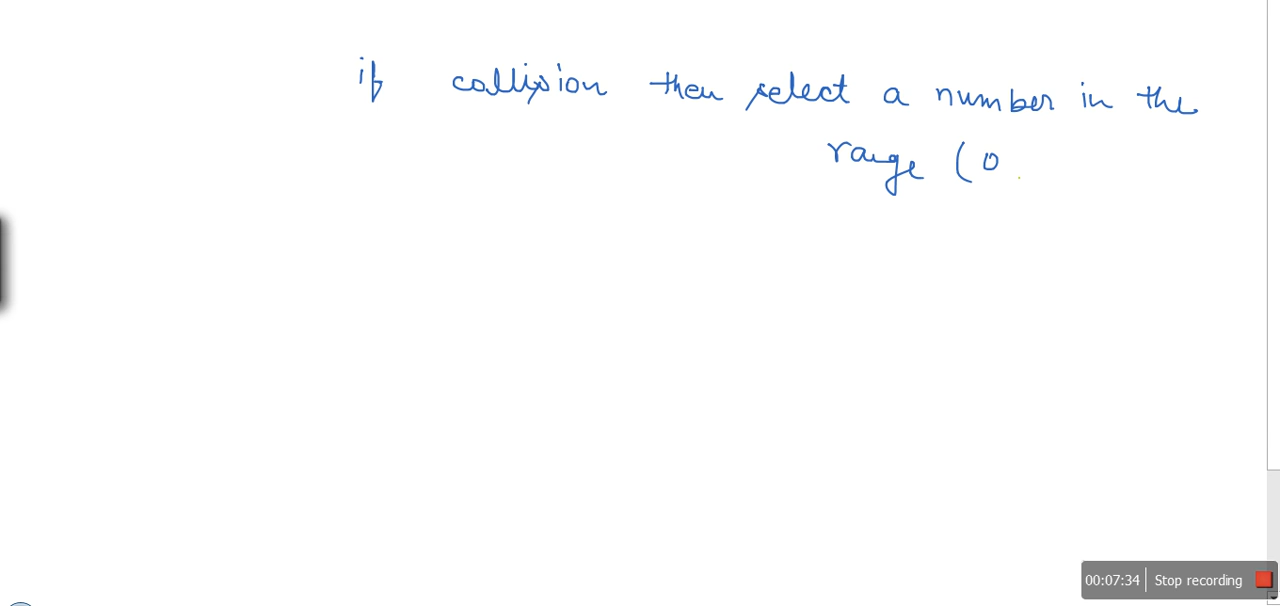 if collision then select a number in the
range (0
00:07:34 Stop recording